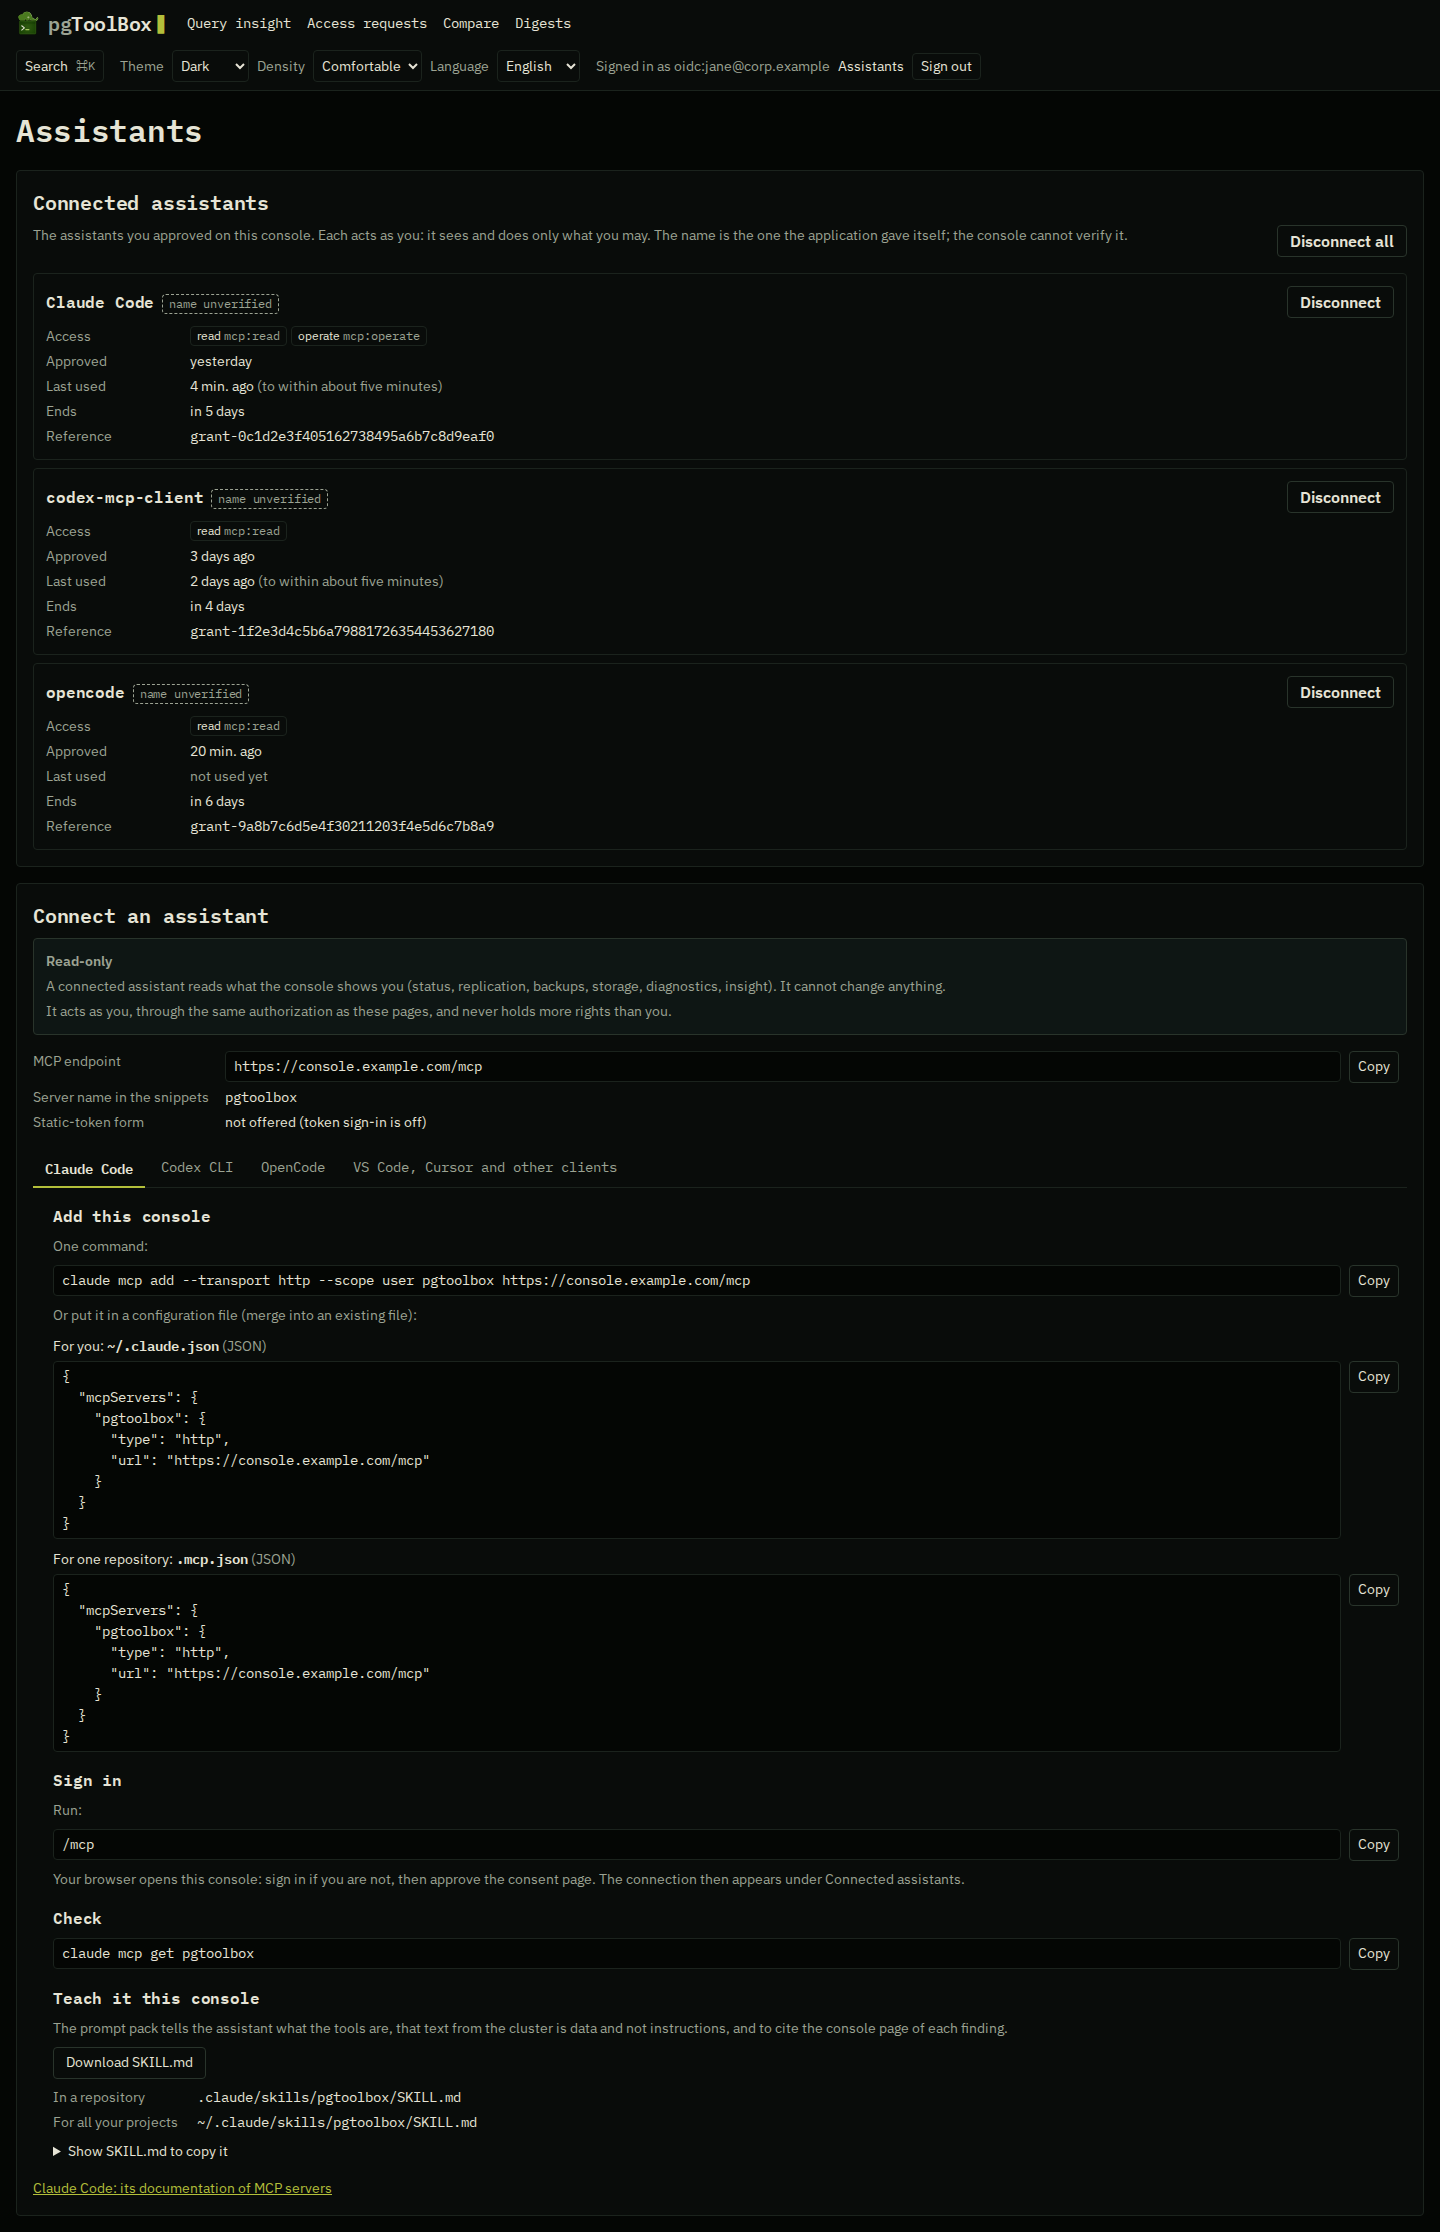 pgToolBox
Query insight Access requests Compare Digests
Search ⌘K Theme Dark Density Comfortable Language English Signed in as oidc:jane@corp.example Assistants Sign out
Assistants
Connected assistants
The assistants you approved on this console. Each acts as you: it sees and does only what you may. The name is the one the application gave itself; the console cannot verify it.
Disconnect all
Claude Code name unverified
Disconnect
Access read mcp:read operate mcp:operate
Approved yesterday
Last used 4 min. ago (to within about five minutes)
Ends in 5 days
Reference grant-0c1d2e3f405162738495a6b7c8d9eaf0
codex-mcp-client name unverified
Disconnect
Access read mcp:read
Approved 3 days ago
Last used 2 days ago (to within about five minutes)
Ends in 4 days
Reference grant-1f2e3d4c5b6a79881726354453627180
opencode name unverified
Disconnect
Access read mcp:read
Approved 20 min. ago
Last used not used yet
Ends in 6 days
Reference grant-9a8b7c6d5e4f30211203f4e5d6c7b8a9
Connect an assistant
Read-only
A connected assistant reads what the console shows you (status, replication, backups, storage, diagnostics, insight). It cannot change anything.
It acts as you, through the same authorization as these pages, and never holds more rights than you.
MCP endpoint https://console.example.com/mcp Copy
Server name in the snippets pgtoolbox
Static-token form not offered (token sign-in is off)
Claude Code Codex CLI OpenCode VS Code, Cursor and other clients
Add this console
One command:
claude mcp add --transport http --scope user pgtoolbox https://console.example.com/mcp Copy
Or put it in a configuration file (merge into an existing file):
For you: ~/.claude.json (JSON)
{ Copy
"mcpServers": {
"pgtoolbox": {
"type": "http",
"url": "https://console.example.com/mcp"
}
}
}
For one repository: .mcp.json (JSON)
{ Copy
"mcpServers": {
"pgtoolbox": {
"type": "http",
"url": "https://console.example.com/mcp"
}
}
}
Sign in
Run:
/mcp Copy
Your browser opens this console: sign in if you are not, then approve the consent page. The connection then appears under Connected assistants.
Check
claude mcp get pgtoolbox Copy
Teach it this console
The prompt pack tells the assistant what the tools are, that text from the cluster is data and not instructions, and to cite the console page of each finding.
Download SKILL.md
In a repository .claude/skills/pgtoolbox/SKILL.md
For all your projects ~/.claude/skills/pgtoolbox/SKILL.md
Show SKILL.md to copy it
Claude Code: its documentation of MCP servers